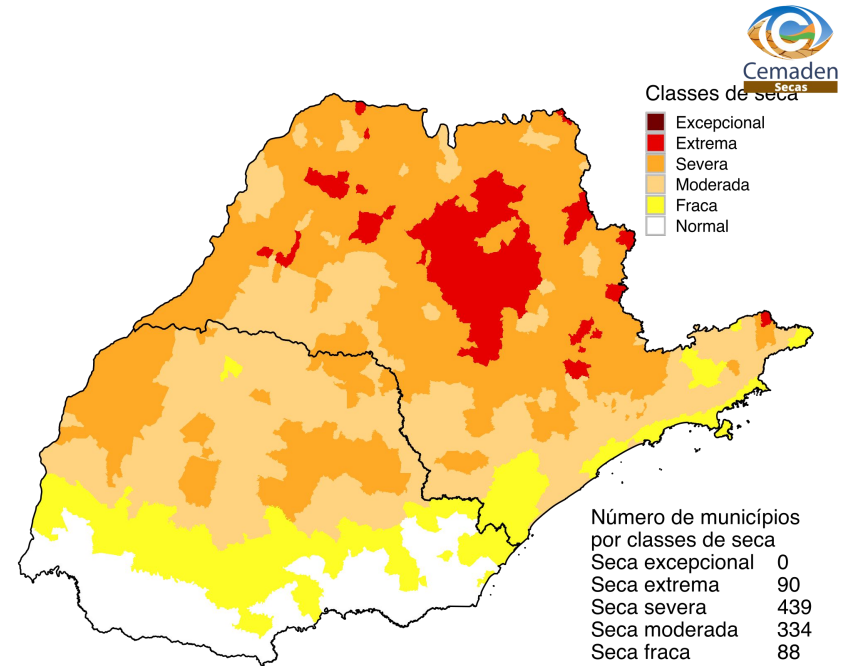 Cemaden
Secas
Classes de seca
Excepcional
Extrema
Severa
Moderada
Fraca
Normal
Número de municípios
por classes de seca
Seca excepcional 0
Seca extrema 90
Seca severa 439
Seca moderada 334
Seca fraca 88